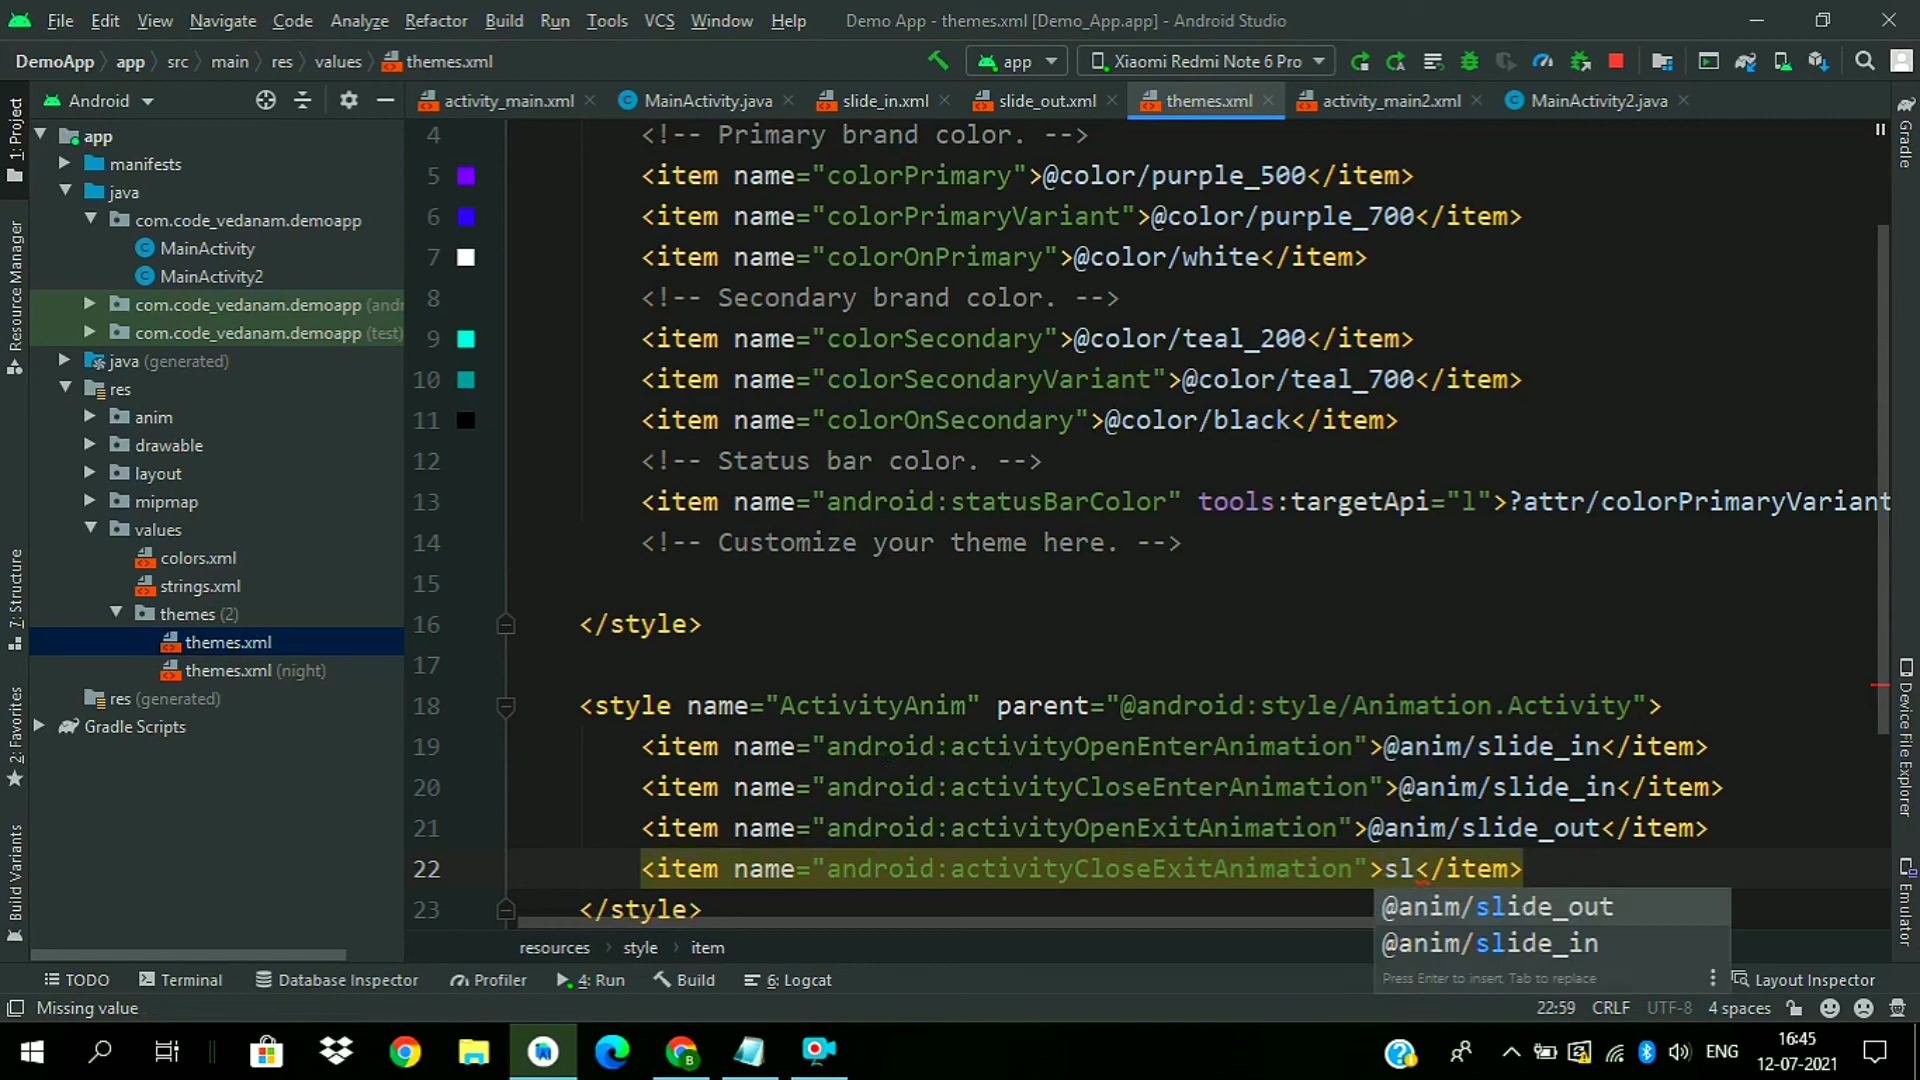 File Edit View Navigate Code Analyze Refactor Build Run Tools VCS Window Help Demo App - themes.xml [Demo_App.app] - Android Studio
DemoApp app src main res values themes.xml app Xiaomi Redmi Note 6 Pro
Android activity_main.xml MainActivity.java slide_in.xml slide_out.xml themes.xml activity_main2.xml MainActivity2.java
1: Project
Resource Manager
7: Structure
2: Favorites
Build Variants
app
manifests
java
com.code_vedanam.demoapp
MainActivity
MainActivity2
com.code_vedanam.demoapp (andr
com.code_vedanam.demoapp (test)
java (generated)
res
anim
drawable
layout
mipmap
values
colors.xml
strings.xml
themes (2)
themes.xml
themes.xml (night)
res (generated)
Gradle Scripts
4 <!-- Primary brand color. -->
5 <item name="colorPrimary">@color/purple_500</item>
6 <item name="colorPrimaryVariant">@color/purple_700</item>
7 <item name="colorOnPrimary">@color/white</item>
8 <!-- Secondary brand color. -->
9 <item name="colorSecondary">@color/teal_200</item>
10 <item name="colorSecondaryVariant">@color/teal_700</item>
11 <item name="colorOnSecondary">@color/black</item>
12 <!-- Status bar color. -->
13 <item name="android:statusBarColor" tools:targetApi="l">?attr/colorPrimaryVariant
14 <!-- Customize your theme here. -->
15
16 </style>
17
18 <style name="ActivityAnim" parent="@android:style/Animation.Activity">
19 <item name="android:activityOpenEnterAnimation">@anim/slide_in</item>
20 <item name="android:activityCloseEnterAnimation">@anim/slide_in</item>
21 <item name="android:activityOpenExitAnimation">@anim/slide_out</item>
22 <item name="android:activityCloseExitAnimation">sl</item>
23 </style>
@anim/slide_out
@anim/slide_in
Press Enter to insert, Tab to replace
resources style item
Gradle
Device File Explorer
Emulator
TODO Terminal Database Inspector Profiler 4: Run Build 6: Logcat Layout Inspector
Missing value 22:59 CRLF UTF-8 4 spaces
ENG
16:45
12-07-2021